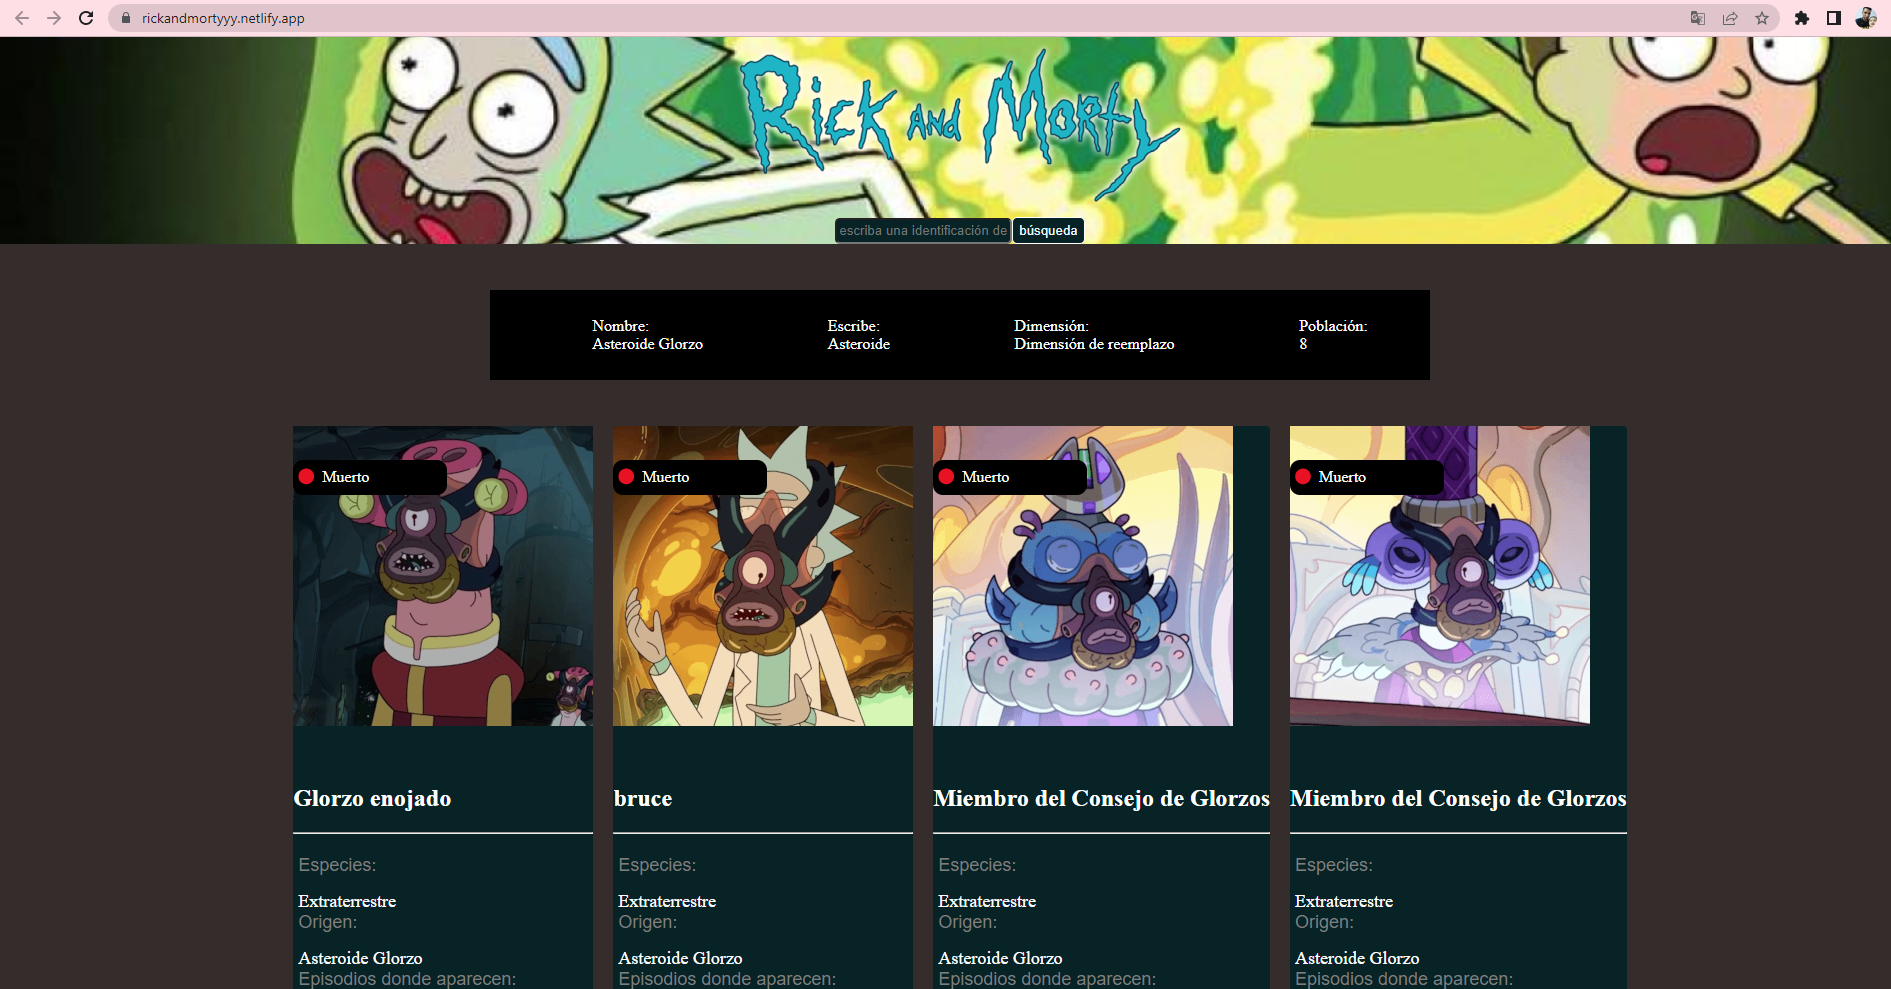 rickandmortyyy.netlify.app
Rick and Morty
escriba una identificación de
búsqueda
Nombre:
Asteroide Glorzo
Escribe:
Asteroide
Dimensión:
Dimensión de reemplazo
Población:
8
Muerto
Muerto
Muerto
Muerto
Glorzo enojado
bruce
Miembro del Consejo de Glorzos
Miembro del Consejo de Glorzos
Especies:
Extraterrestre
Origen:
Asteroide Glorzo
Episodios donde aparecen:
Especies:
Extraterrestre
Origen:
Asteroide Glorzo
Episodios donde aparecen:
Especies:
Extraterrestre
Origen:
Asteroide Glorzo
Episodios donde aparecen:
Especies:
Extraterrestre
Origen:
Asteroide Glorzo
Episodios donde aparecen: